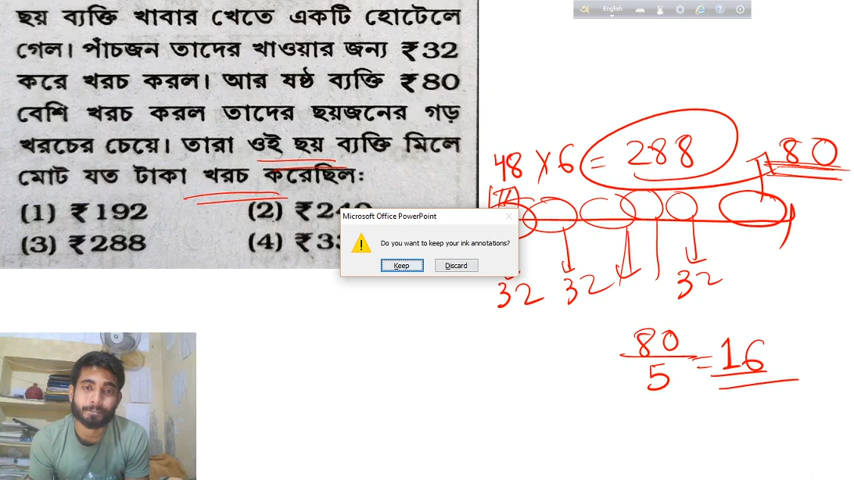 ছয় ব্যক্তি খাবার খেতে একটি হোটেলে
গেল। পাঁচজন তাদের খাওয়ার জন্য ₹32
করে খরচ করল। আর ষষ্ঠ ব্যক্তি ₹80
বেশি খরচ করল তাদের ছয়জনের গড়
খরচের চেয়ে। তারা ওই ছয় ব্যক্তি মিলে
মোট যত টাকা খরচ করেছিল:
(1) ₹192
(2)
(3) ₹288
(4)
English
48 × 6 = 288
80
32 32 32
80/5 = 16
Microsoft Office PowerPoint
Do you want to keep your ink annotations?
Keep Discard